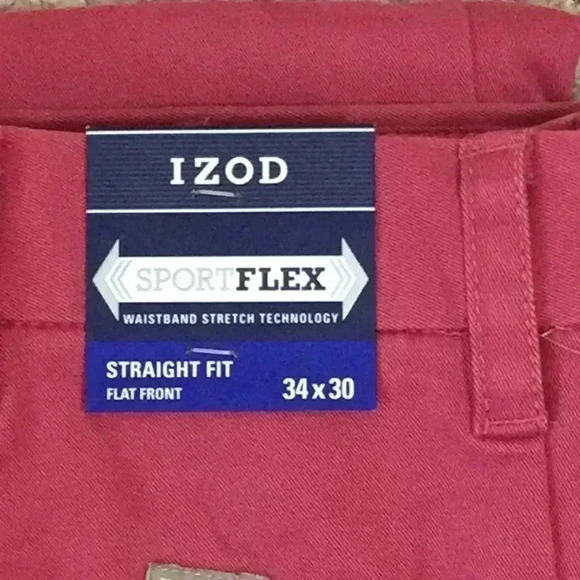 IZOD
SPORTFLEX
WAISTBAND STRETCH TECHNOLOGY
STRAIGHT FIT
FLAT FRONT
34 x 30